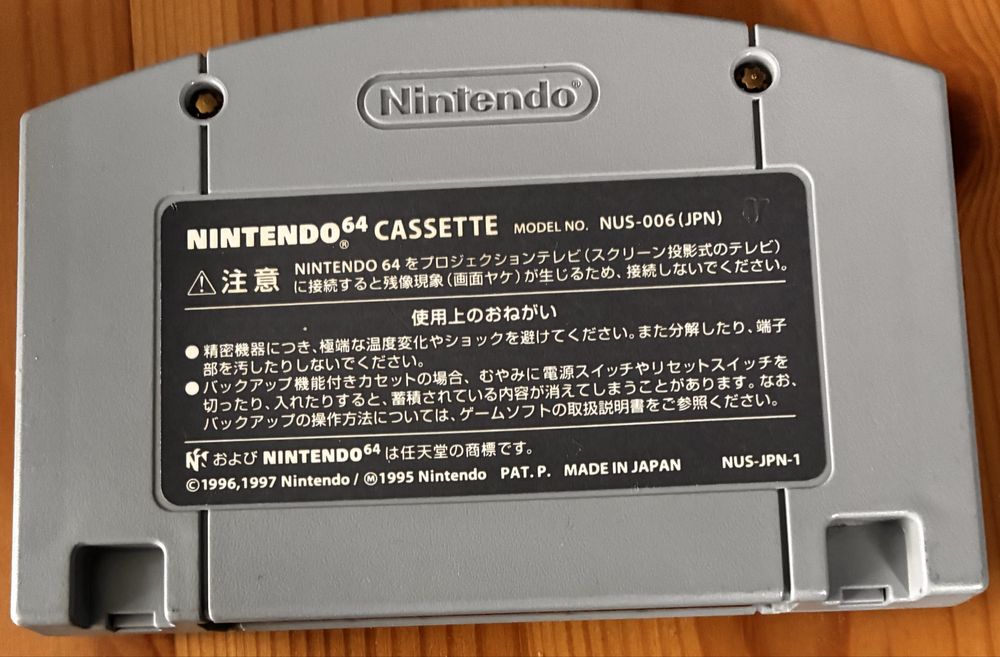 Nintendo®
NINTENDO64® CASSETTE MODEL NO. NUS-006(JPN)
⚠注意 NINTENDO 64をプロジェクションテレビ(スクリーン投影式のテレビ)
に接続すると残像現象(画面ヤケ)が生じるため、接続しないでください。
使用上のおねがい
●精密機器につき、極端な温度変化やショックを避けてください。また分解したり、端子
部を汚したりしないでください。
●バックアップ機能付きカセットの場合、むやみに電源スイッチやリセットスイッチを
切ったり、入れたりすると、蓄積されている内容が消えてしまうことがあります。なお、
バックアップの操作方法については、ゲームソフトの取扱説明書をご参照ください。
および NINTENDO64は任天堂の商標です。
©1996,1997 Nintendo / Ⓜ1995 Nintendo PAT. P. MADE IN JAPAN NUS-JPN-1